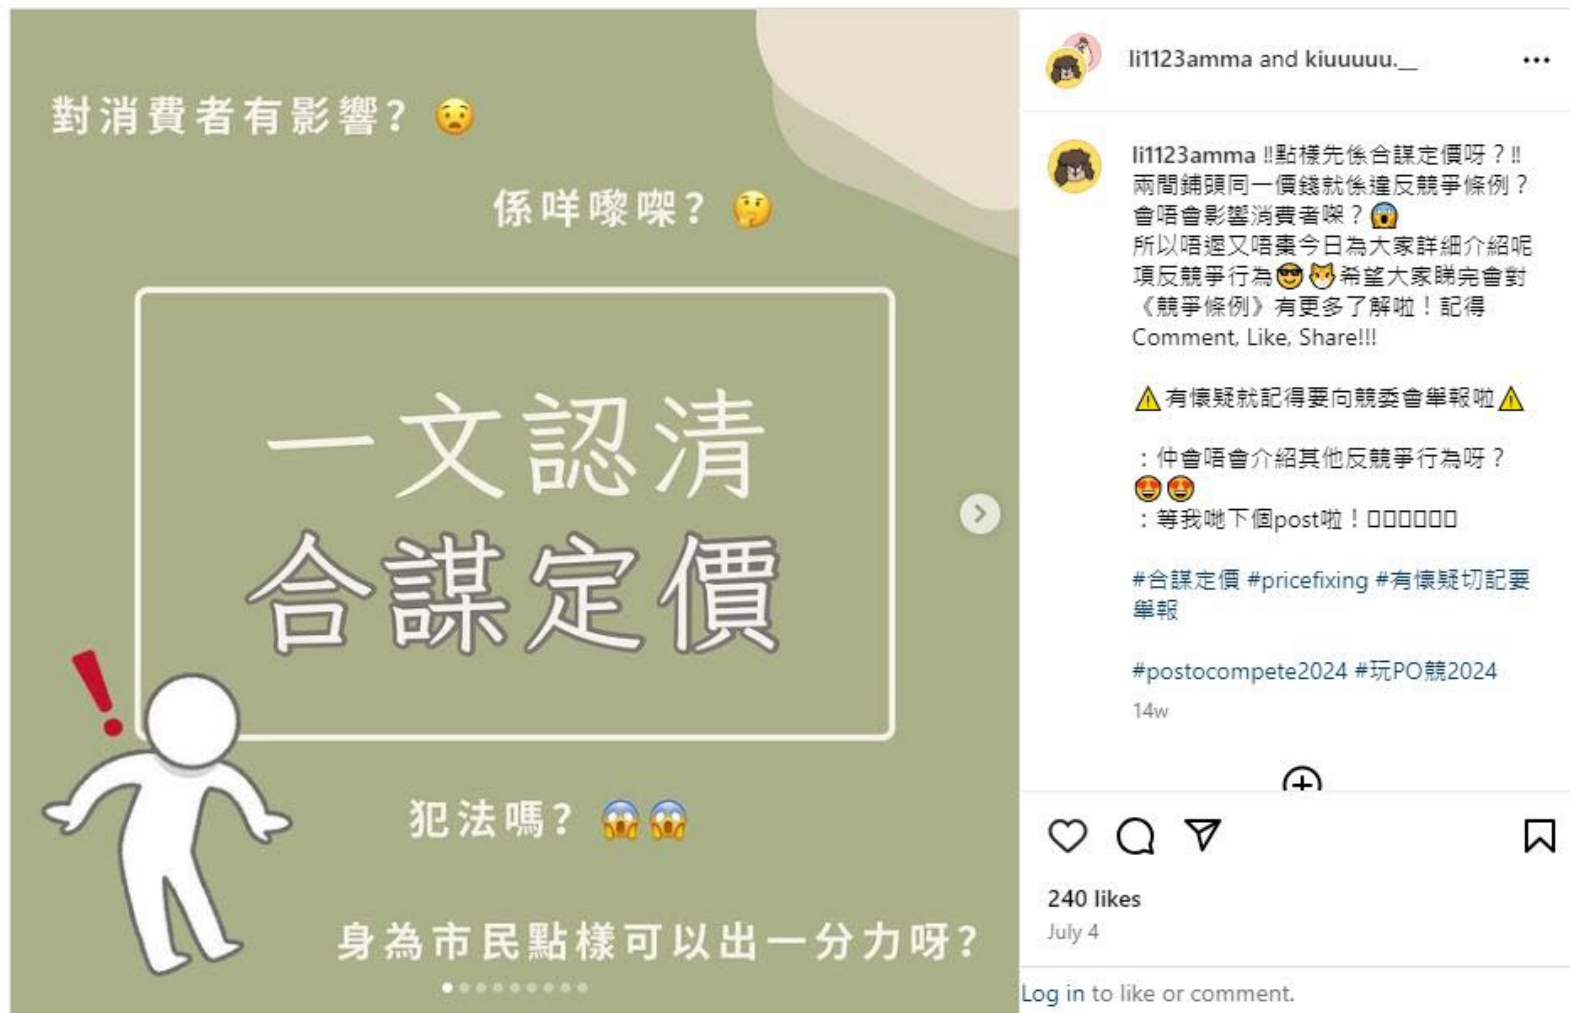 對消費者有影響？😧
係咩嚟㗎？🤔
一文認清
合謀定價
犯法嗎？😱😱
身為市民點樣可以出一分力呀？
li1123amma and kiuuuuu.__
li1123amma ‼點樣先係合謀定價呀？‼
兩間鋪頭同一價錢就係違反競爭條例？
會唔會影響消費者㗎？😱
所以唔遲又唔棗今日為大家詳細介紹呢
項反競爭行為😎😼希望大家睇完會對
《競爭條例》有更多了解啦！記得
Comment, Like, Share!!!
⚠有懷疑就記得要向競委會舉報啦⚠
：仲會唔會介紹其他反競爭行為呀？
😍😍
：等我哋下個post啦！▯▯▯▯▯▯
#合謀定價 #pricefixing #有懷疑切記要
舉報
#postocompete2024 #玩PO競2024
14w
240 likes
July 4
Log in to like or comment.